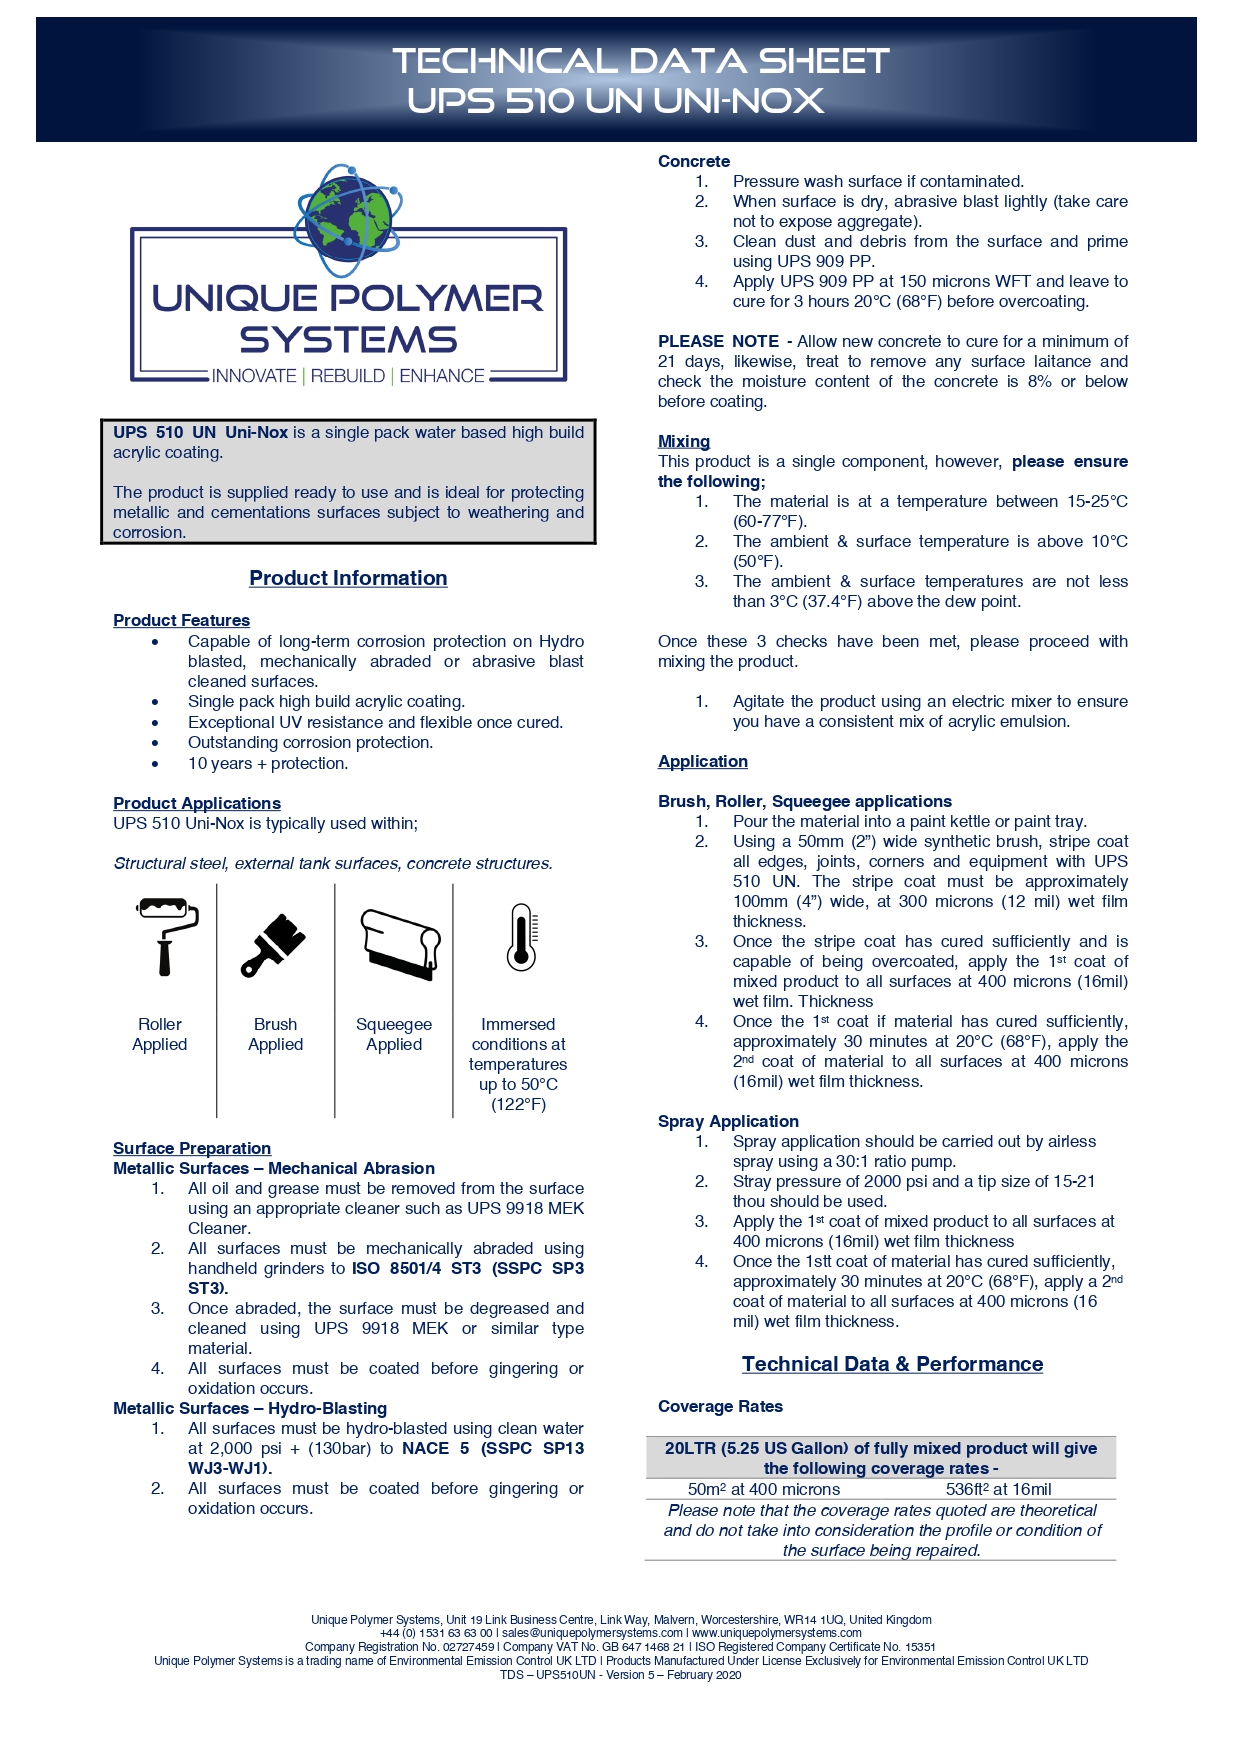 TECHNICAL DATA SHEET
UPS 510 UN UNI-NOX
UNIQUE POLYMER
SYSTEMS
INNOVATE | REBUILD | ENHANCE
UPS 510 UN Uni-Nox is a single pack water based high build
acrylic coating.
The product is supplied ready to use and is ideal for protecting
metallic and cementations surfaces subject to weathering and
corrosion.
Product Information
Product Features
• Capable of long-term corrosion protection on Hydro
blasted, mechanically abraded or abrasive blast
cleaned surfaces.
• Single pack high build acrylic coating.
• Exceptional UV resistance and flexible once cured.
• Outstanding corrosion protection.
• 10 years + protection.
Product Applications
UPS 510 Uni-Nox is typically used within;
Structural steel, external tank surfaces, concrete structures.
Roller
Applied
Brush
Applied
Squeegee
Applied
Immersed
conditions at
temperatures
up to 50°C
(122°F)
Surface Preparation
Metallic Surfaces – Mechanical Abrasion
1. All oil and grease must be removed from the surface
using an appropriate cleaner such as UPS 9918 MEK
Cleaner.
2. All surfaces must be mechanically abraded using
handheld grinders to ISO 8501/4 ST3 (SSPC SP3
ST3).
3. Once abraded, the surface must be degreased and
cleaned using UPS 9918 MEK or similar type
material.
4. All surfaces must be coated before gingering or
oxidation occurs.
Metallic Surfaces – Hydro-Blasting
1. All surfaces must be hydro-blasted using clean water
at 2,000 psi + (130bar) to NACE 5 (SSPC SP13
WJ3-WJ1).
2. All surfaces must be coated before gingering or
oxidation occurs.
Concrete
1. Pressure wash surface if contaminated.
2. When surface is dry, abrasive blast lightly (take care
not to expose aggregate).
3. Clean dust and debris from the surface and prime
using UPS 909 PP.
4. Apply UPS 909 PP at 150 microns WFT and leave to
cure for 3 hours 20°C (68°F) before overcoating.
PLEASE NOTE - Allow new concrete to cure for a minimum of
21 days, likewise, treat to remove any surface laitance and
check the moisture content of the concrete is 8% or below
before coating.
Mixing
This product is a single component, however, please ensure
the following;
1. The material is at a temperature between 15-25°C
(60-77°F).
2. The ambient & surface temperature is above 10°C
(50°F).
3. The ambient & surface temperatures are not less
than 3°C (37.4°F) above the dew point.
Once these 3 checks have been met, please proceed with
mixing the product.
1. Agitate the product using an electric mixer to ensure
you have a consistent mix of acrylic emulsion.
Application
Brush, Roller, Squeegee applications
1. Pour the material into a paint kettle or paint tray.
2. Using a 50mm (2”) wide synthetic brush, stripe coat
all edges, joints, corners and equipment with UPS
510 UN. The stripe coat must be approximately
100mm (4”) wide, at 300 microns (12 mil) wet film
thickness.
3. Once the stripe coat has cured sufficiently and is
capable of being overcoated, apply the 1st coat of
mixed product to all surfaces at 400 microns (16mil)
wet film. Thickness
4. Once the 1st coat if material has cured sufficiently,
approximately 30 minutes at 20°C (68°F), apply the
2nd coat of material to all surfaces at 400 microns
(16mil) wet film thickness.
Spray Application
1. Spray application should be carried out by airless
spray using a 30:1 ratio pump.
2. Stray pressure of 2000 psi and a tip size of 15-21
thou should be used.
3. Apply the 1st coat of mixed product to all surfaces at
400 microns (16mil) wet film thickness
4. Once the 1stt coat of material has cured sufficiently,
approximately 30 minutes at 20°C (68°F), apply a 2nd
coat of material to all surfaces at 400 microns (16
mil) wet film thickness.
Technical Data & Performance
Coverage Rates
20LTR (5.25 US Gallon) of fully mixed product will give
the following coverage rates -
50m² at 400 microns 536ft² at 16mil
Please note that the coverage rates quoted are theoretical
and do not take into consideration the profile or condition of
the surface being repaired.
Unique Polymer Systems, Unit 19 Link Business Centre, Link Way, Malvern, Worcestershire, WR14 1UQ, United Kingdom
+44 (0) 1531 63 63 00 | sales@uniquepolymersystems.com | www.uniquepolymersystems.com
Company Registration No. 02727459 | Company VAT No. GB 647 1468 21 | ISO Registered Company Certificate No. 15351
Unique Polymer Systems is a trading name of Environmental Emission Control UK LTD | Products Manufactured Under License Exclusively for Environmental Emission Control UK LTD
TDS – UPS510UN - Version 5 – February 2020